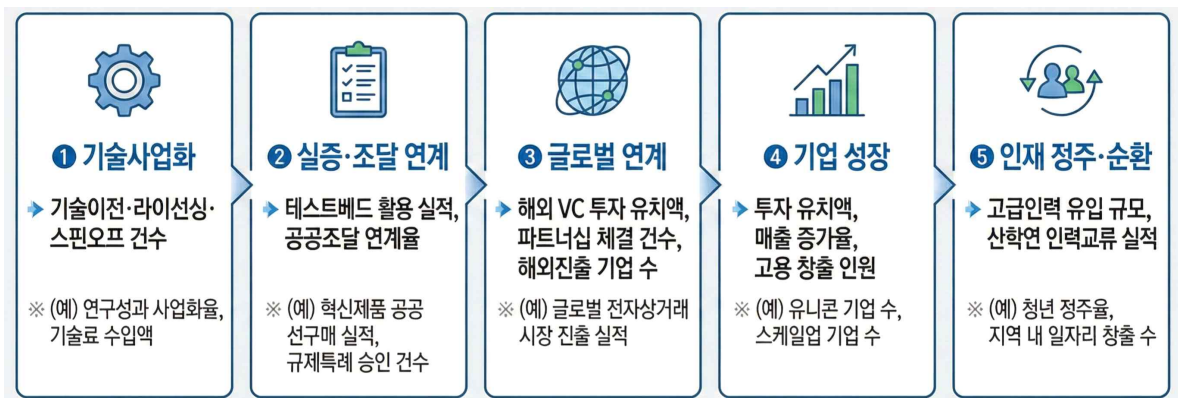 ❶ 기술사업화
기술이전·라이선싱·
스핀오프 건수
※ (예) 연구성과 사업화율,
기술료 수입액
❷ 실증·조달 연계
테스트베드 활용 실적,
공공조달 연계율
※ (예) 혁신제품 공공
선구매 실적,
규제특례 승인 건수
❸ 글로벌 연계
해외 VC 투자 유치액,
파트너십 체결 건수,
해외진출 기업 수
※ (예) 글로벌 전자상거래
시장 진출 실적
❹ 기업 성장
투자 유치액,
매출 증가율,
고용 창출 인원
※ (예) 유니콘 기업 수,
스케일업 기업 수
❺ 인재 정주·순환
고급인력 유입 규모,
산학연 인력교류 실적
※ (예) 청년 정주율,
지역 내 일자리 창출 수